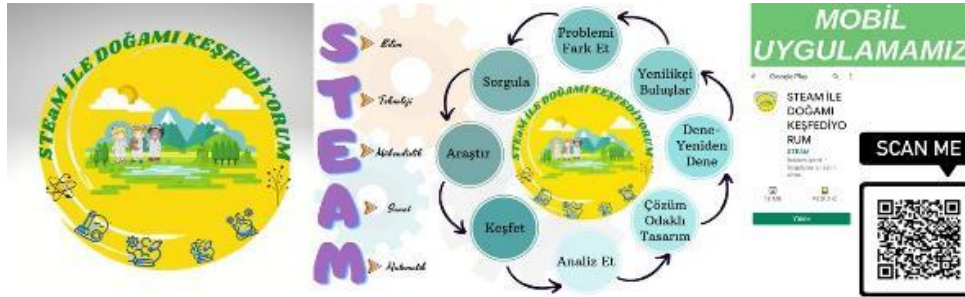 STEaM İLE DOĞAMI KEŞFEDİYORUM
S
Bilim
T
Teknoloji
E
Mühendislik
A
Sanat
M
Matematik
Problemi
Fark Et
Sorgula
Araştır
Keşfet
Analiz Et
Çözüm
Odaklı
Tasarım
Dene-
Yeniden
Dene
Yenilikçi
Buluşlar
STEaM İLE DOĞAMI KEŞFEDİYORUM
MOBİL
UYGULAMAMIZ
Google Play
STEAM İLE
DOĞAMI
KEŞFEDİYO
RUM
STEAM
Yükle
SCAN ME